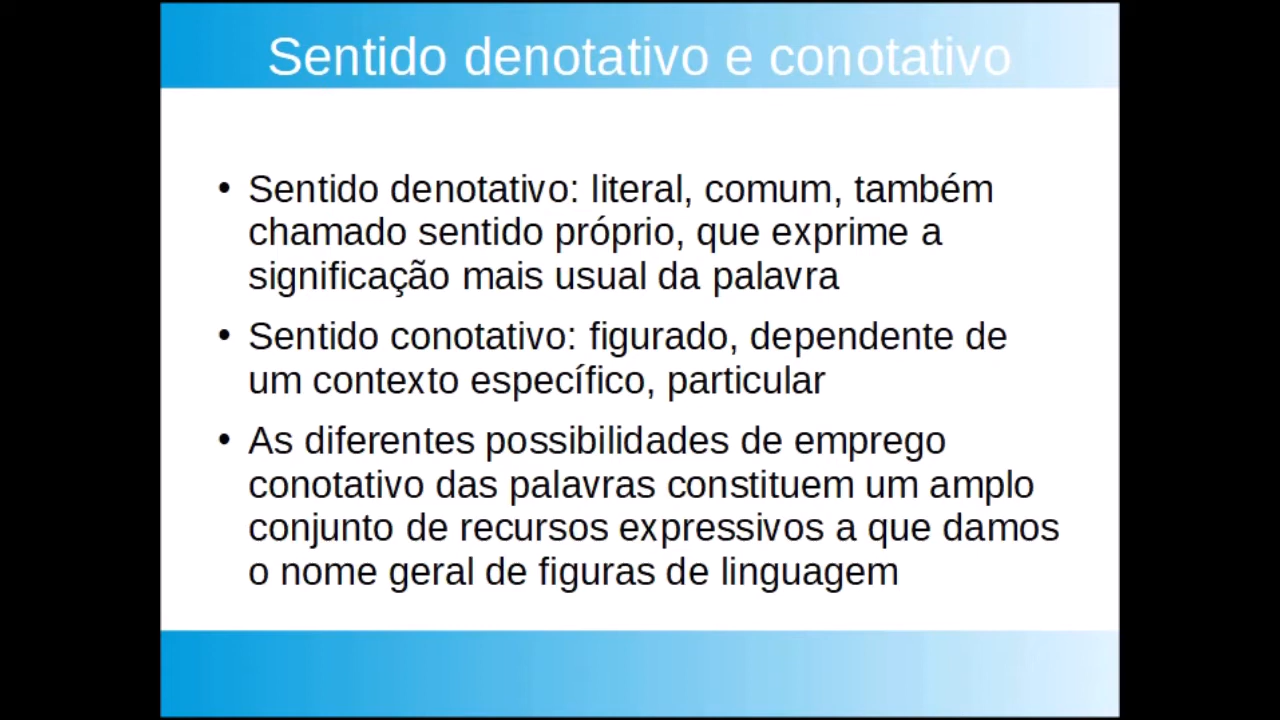 Sentido denotativo e conotativo
• Sentido denotativo: literal, comum, também
chamado sentido próprio, que exprime a
significação mais usual da palavra
• Sentido conotativo: figurado, dependente de
um contexto específico, particular
• As diferentes possibilidades de emprego
conotativo das palavras constituem um amplo
conjunto de recursos expressivos a que damos
o nome geral de figuras de linguagem